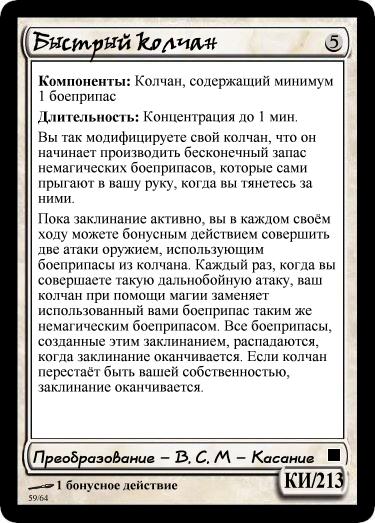 Быстрый колчан
5
Компоненты: Колчан, содержащий минимум
1 боеприпас
Длительность: Концентрация до 1 мин.
Вы так модифицируете свой колчан, что он
начинает производить бесконечный запас
немагических боеприпасов, которые сами
прыгают в вашу руку, когда вы тянетесь за
ними.
Пока заклинание активно, вы в каждом своём
ходу можете бонусным действием совершить
две атаки оружием, использующим
боеприпасы из колчана. Каждый раз, когда вы
совершаете такую дальнобойную атаку, ваш
колчан при помощи магии заменяет
использованный вами боеприпас таким же
немагическим боеприпасом. Все боеприпасы,
созданные этим заклинанием, распадаются,
когда заклинание оканчивается. Если колчан
перестаёт быть вашей собственностью,
заклинание оканчивается.
Преобразование – В, С, М – Касание
КИ/213
1 бонусное действие
59/64